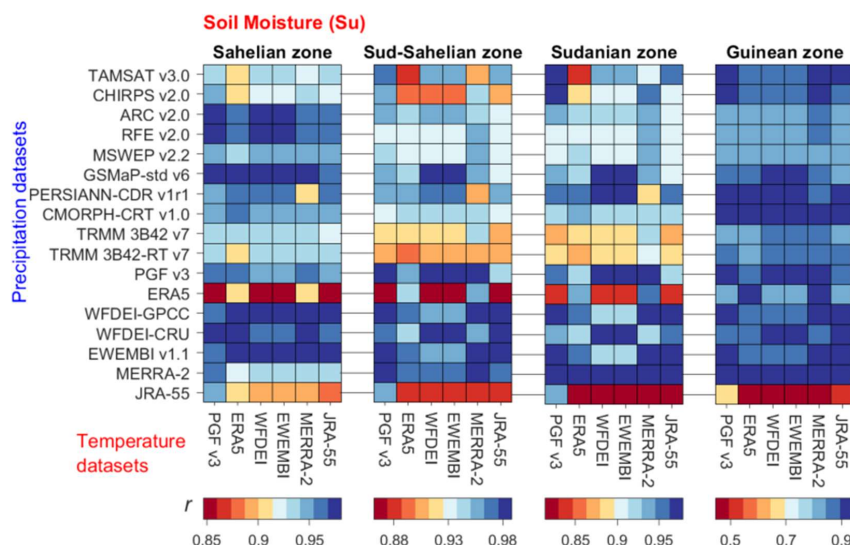 Soil Moisture (Su)
Sahelian zone
Sud-Sahelian zone
Sudanian zone
Guinean zone
Precipitation datasets
TAMSAT v3.0
CHIRPS v2.0
ARC v2.0
RFE v2.0
MSWEP v2.2
GSMaP-std v6
PERSIANN-CDR v1r1
CMORPH-CRT v1.0
TRMM 3B42 v7
TRMM 3B42-RT v7
PGF v3
ERA5
WFDEI-GPCC
WFDEI-CRU
EWEMBI v1.1
MERRA-2
JRA-55
Temperature
datasets
PGF v3
ERA5
WFDEI
EWEMBI
MERRA-2
JRA-55
PGF v3
ERA5
WFDEI
EWEMBI
MERRA-2
JRA-55
PGF v3
ERA5
WFDEI
EWEMBI
MERRA-2
JRA-55
PGF v3
ERA5
WFDEI
EWEMBI
MERRA-2
JRA-55
r
0.85 0.9 0.95
0.88 0.93 0.98
0.85 0.9 0.95
0.5 0.7 0.9